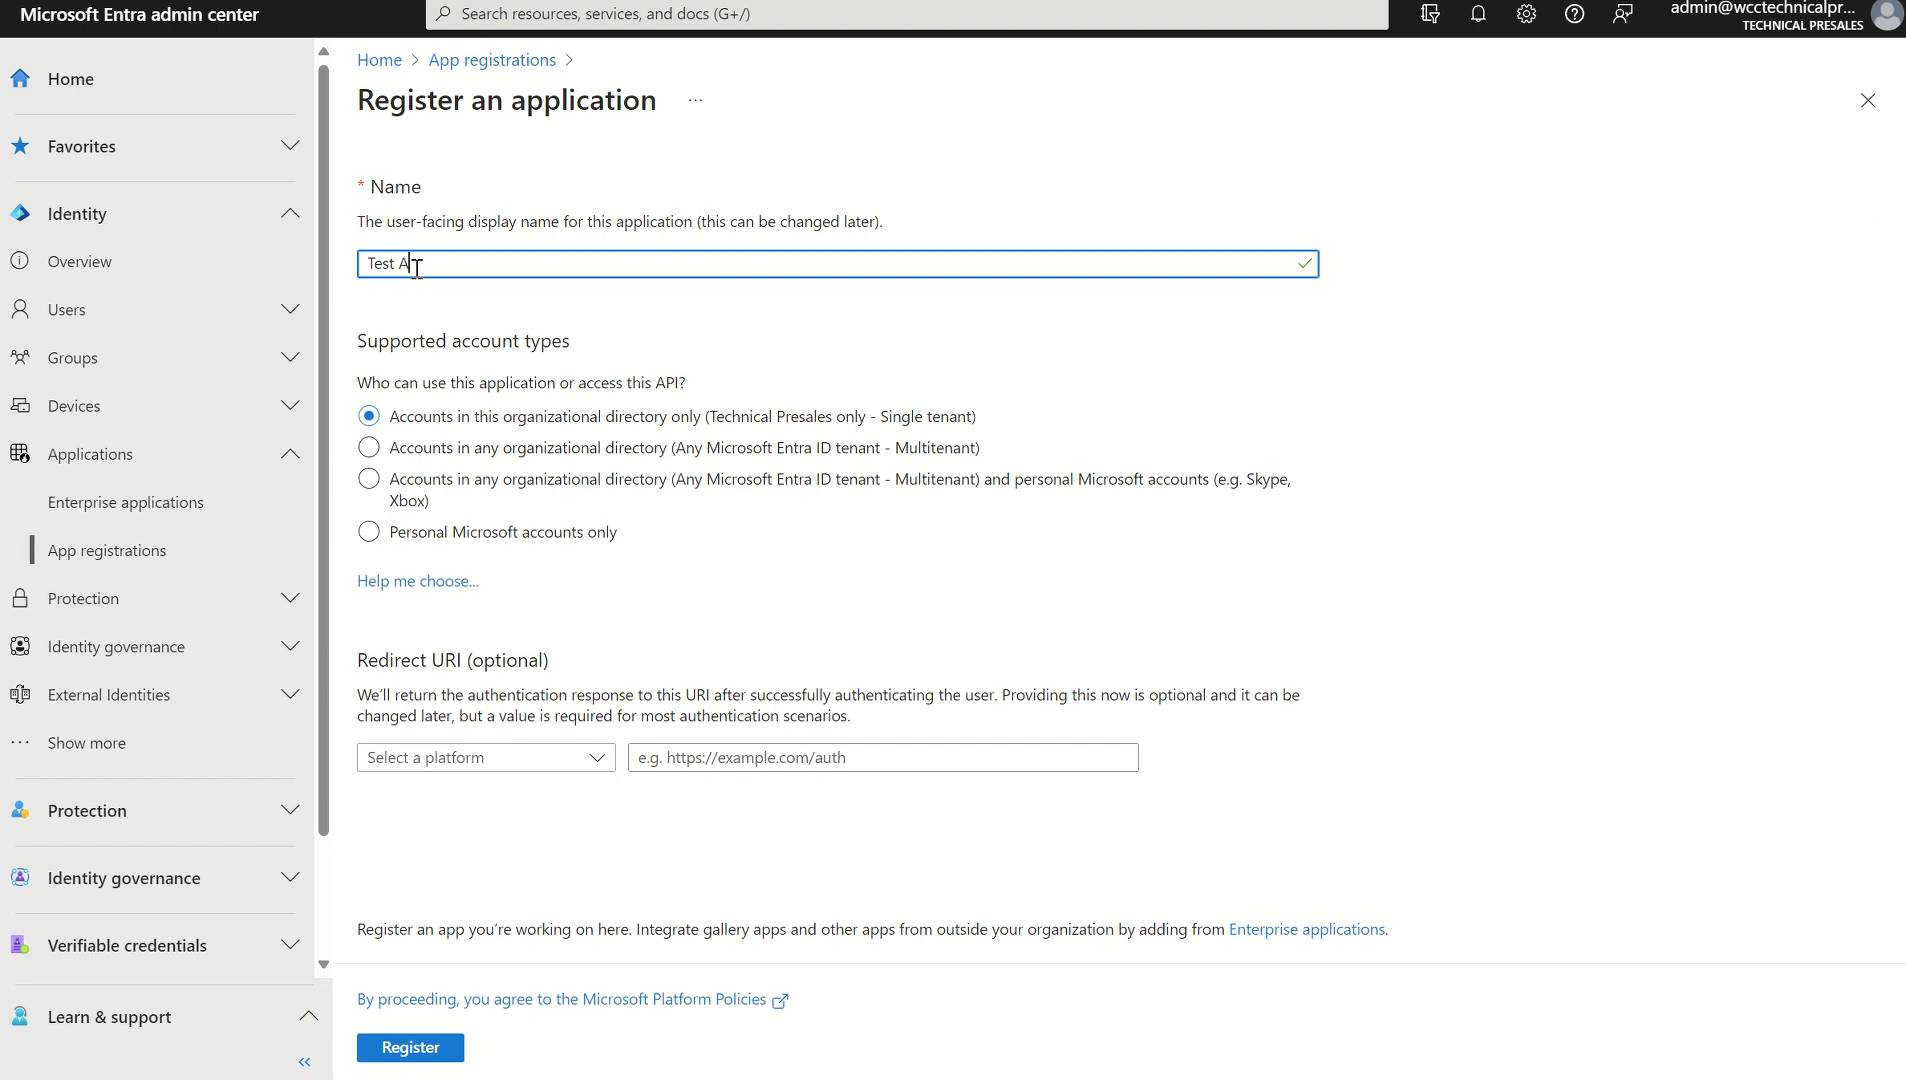 Microsoft Entra admin center
Search resources, services, and docs (G+/)
admin@wcctechnicalpr...
TECHNICAL PRESALES
Home
Favorites
Identity
Overview
Users
Groups
Devices
Applications
Enterprise applications
App registrations
Protection
Identity governance
External Identities
Show more
Protection
Identity governance
Verifiable credentials
Learn & support
Home > App registrations >
Register an application ...
* Name
The user-facing display name for this application (this can be changed later).
Test A
Supported account types
Who can use this application or access this API?
Accounts in this organizational directory only (Technical Presales only - Single tenant)
Accounts in any organizational directory (Any Microsoft Entra ID tenant - Multitenant)
Accounts in any organizational directory (Any Microsoft Entra ID tenant - Multitenant) and personal Microsoft accounts (e.g. Skype,
Xbox)
Personal Microsoft accounts only
Help me choose...
Redirect URI (optional)
We'll return the authentication response to this URI after successfully authenticating the user. Providing this now is optional and it can be
changed later, but a value is required for most authentication scenarios.
Select a platform
e.g. https://example.com/auth
Register an app you're working on here. Integrate gallery apps and other apps from outside your organization by adding from Enterprise applications.
By proceeding, you agree to the Microsoft Platform Policies
Register